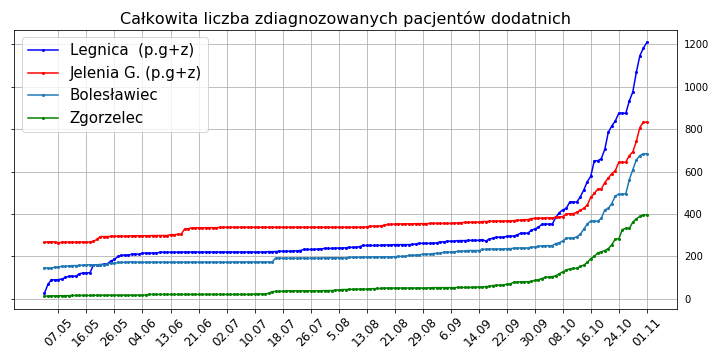 Całkowita liczba zdiagnozowanych pacjentów dodatnich
Legnica (p.g+z)
Jelenia G. (p.g+z)
Bolesławiec
Zgorzelec
1200
1000
800
600
400
200
0
07.05 16.05 26.05 04.06 13.06 21.06 02.07 10.07 18.07 26.07 5.08 13.08 21.08 29.08 6.09 14.09 22.09 30.09 08.10 16.10 24.10 01.11